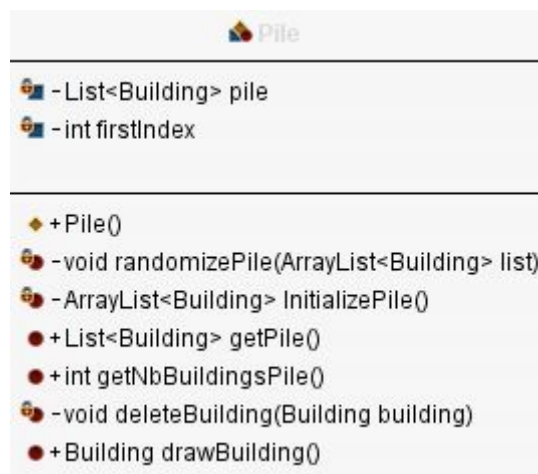 Pile
-List<Building> pile
-int firstIndex
+Pile()
-void randomizePile(ArrayList<Building> list)
-ArrayList<Building> InitializePile()
+List<Building> getPile()
+int getNbBuildingsPile()
-void deleteBuilding(Building building)
+Building drawBuilding()